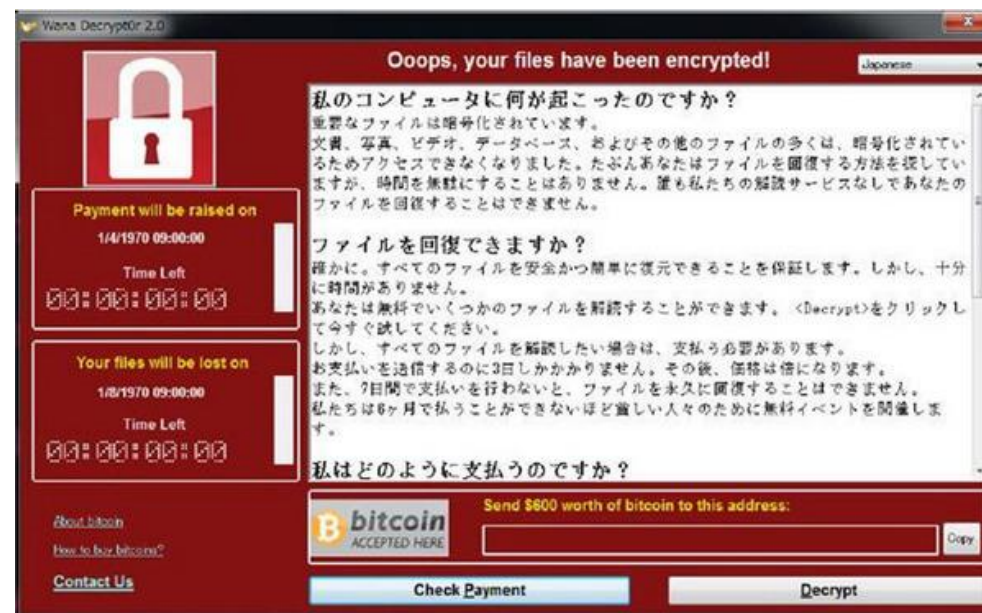 Wana Decrypt0r 2.0
Ooops, your files have been encrypted!
Japanese
Payment will be raised on
1/4/1970 09:00:00
Time Left
00:00:00:00
Your files will be lost on
1/8/1970 09:00:00
Time Left
00:00:00:00
About bitcoin
How to buy bitcoins?
Contact Us
私のコンピュータに何が起こったのですか？
重要なファイルは暗号化されています。
文書、写真、ビデオ、データベース、およびその他のファイルの多くは、暗号化されてい
るためアクセスできなくなりました。たぶんあなたはファイルを回復する方法を探してい
ますが、時間を無駄にすることはありません。誰も私たちの解読サービスなしであなたの
ファイルを回復することはできません。
ファイルを回復できますか？
確かに。すべてのファイルを安全かつ簡単に復元できることを保証します。しかし、十分
に時間がありません。
あなたは無料でいくつかのファイルを解読することができます。 <Decrypt>をクリックし
て今すぐ試してください。
しかし、すべてのファイルを解読したい場合は、支払う必要があります。
お支払いを送信するのに3日しかかかりません。その後、価格は倍になります。
また、7日間で支払いを行わないと、ファイルを永久に回復することはできません。
私たちは6ヶ月で払うことができないほど貧しい人々のために無料イベントを開催しま
す。
私はどのように支払うのですか？
bitcoin
ACCEPTED HERE
Send $600 worth of bitcoin to this address:
Copy
Check Payment
Decrypt